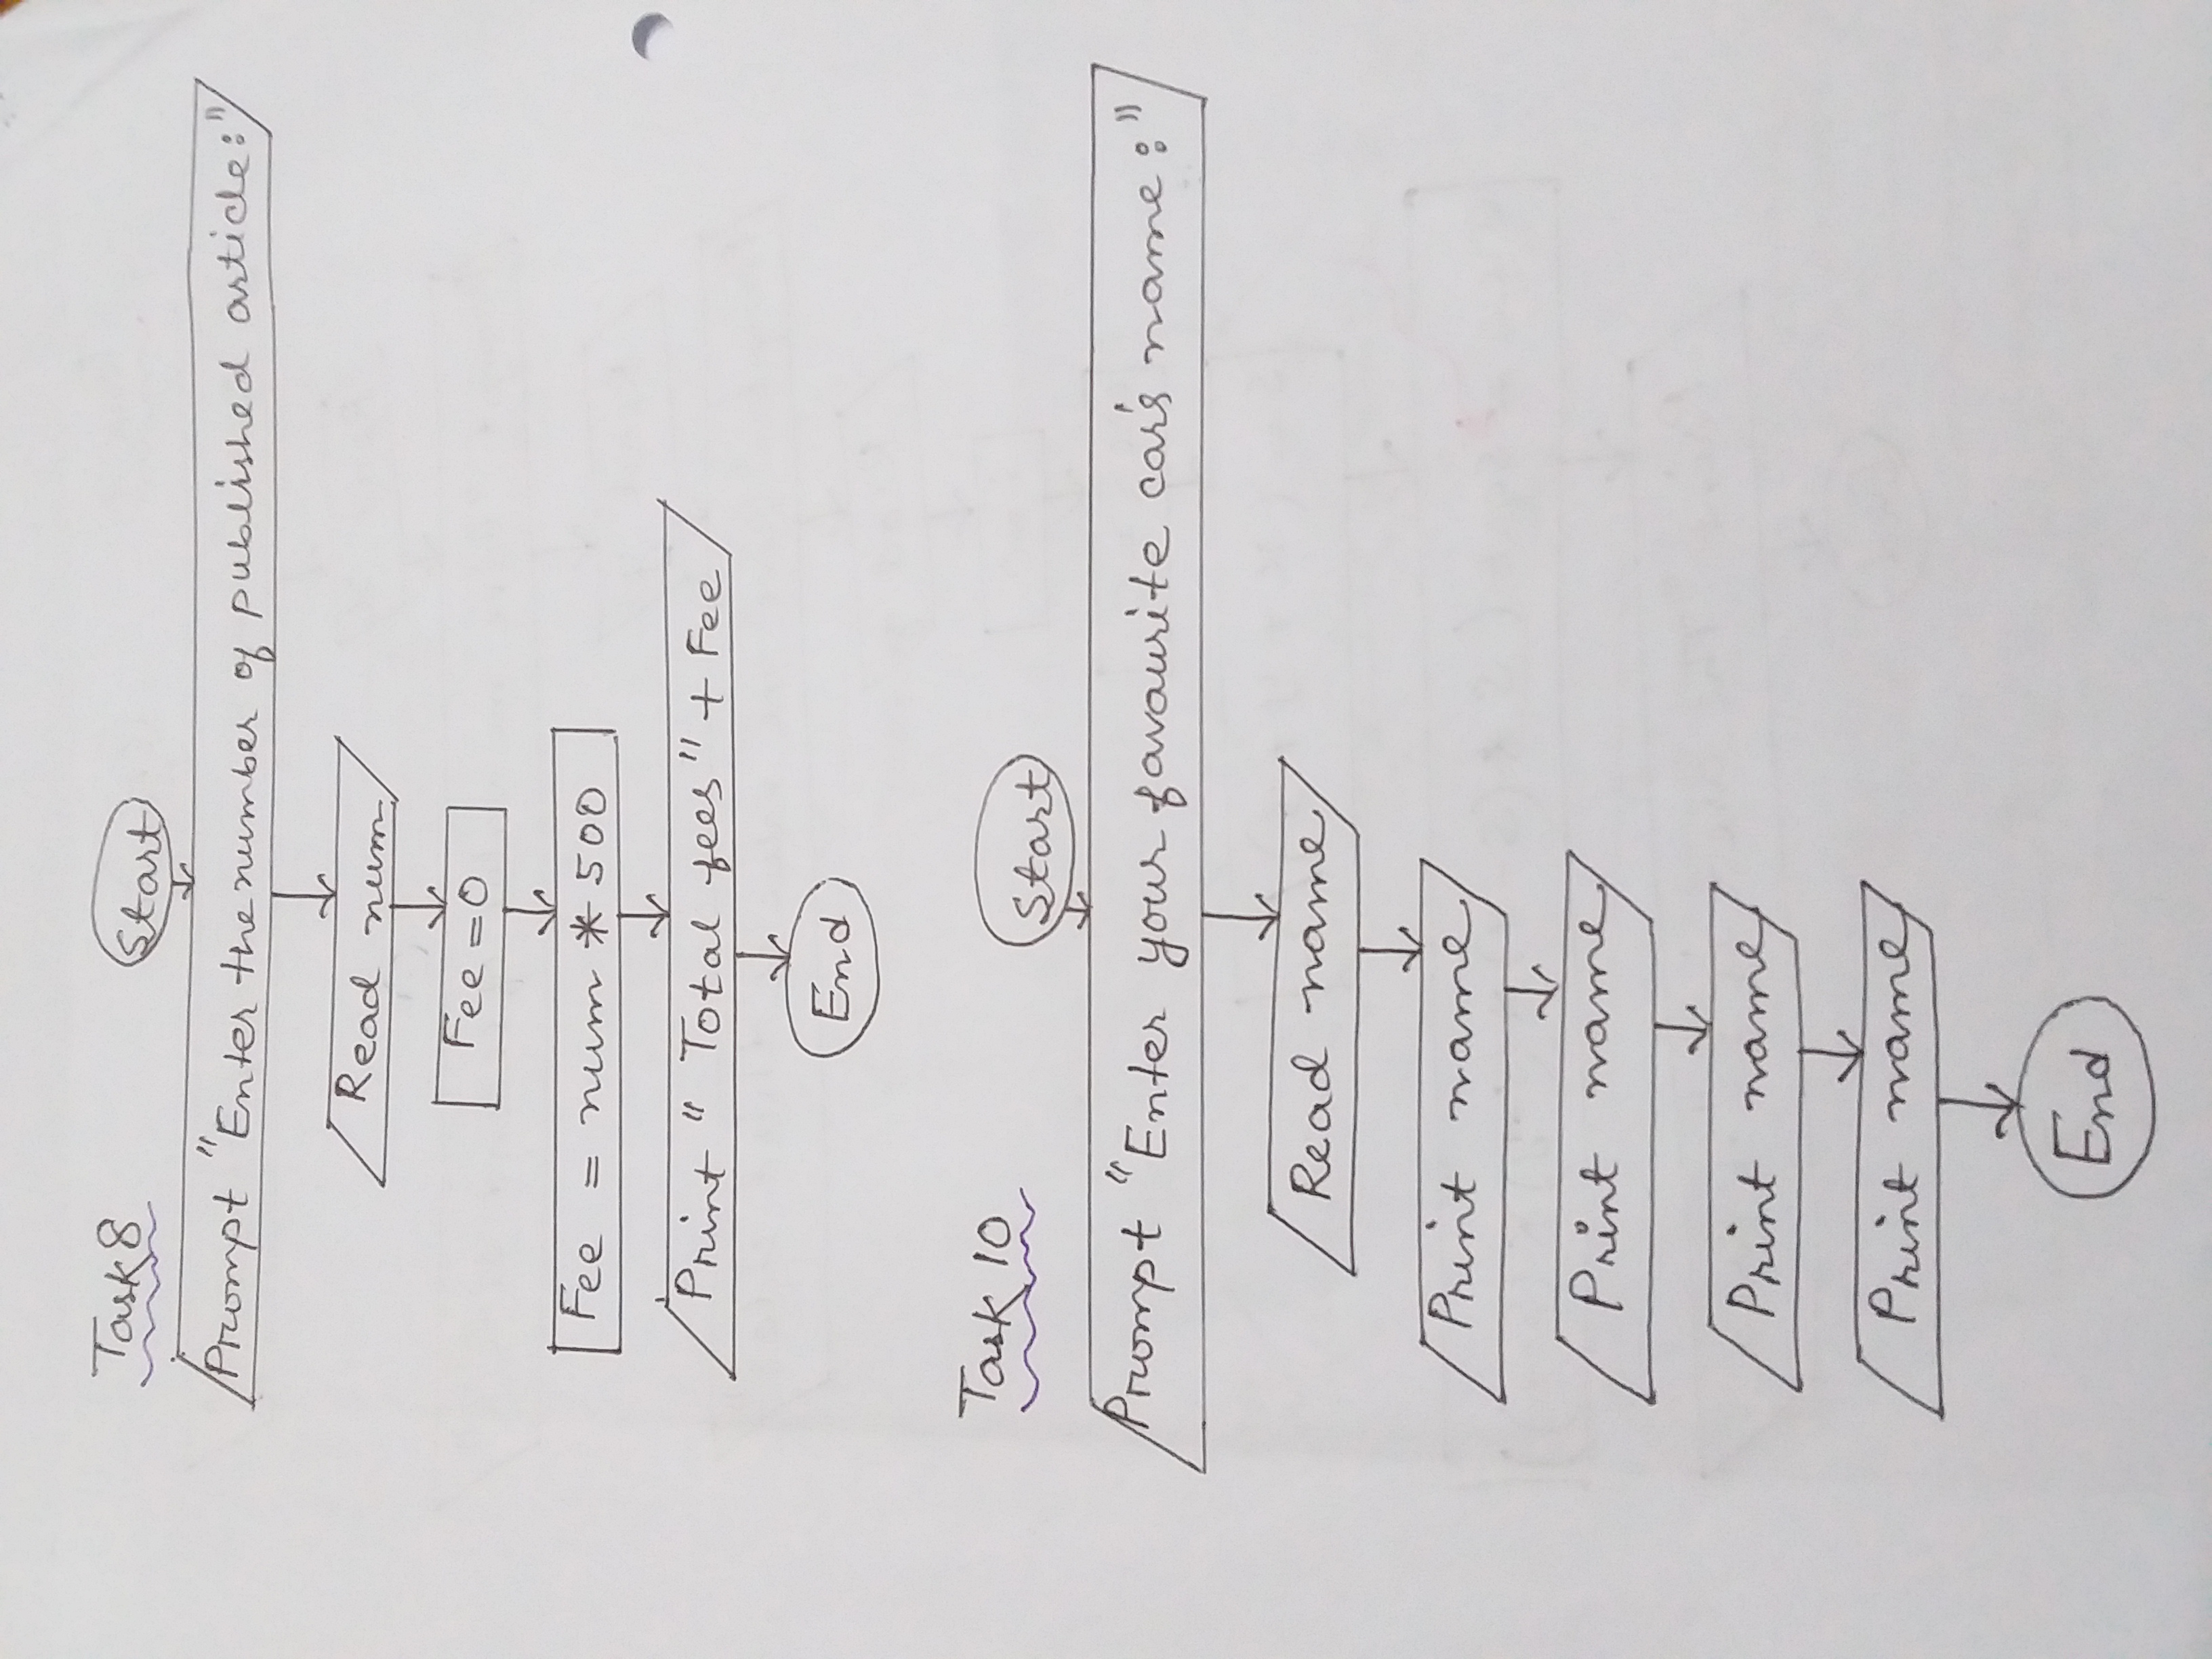 Task 8
Start
Prompt "Enter the number of published article:"
Read num
Fee = 0
Fee = num * 500
Print " Total fees" + Fee
End
Task 10
Start
Prompt "Enter your favourite car's name:"
Read name
Print name
Print name
Print name
Print name
End